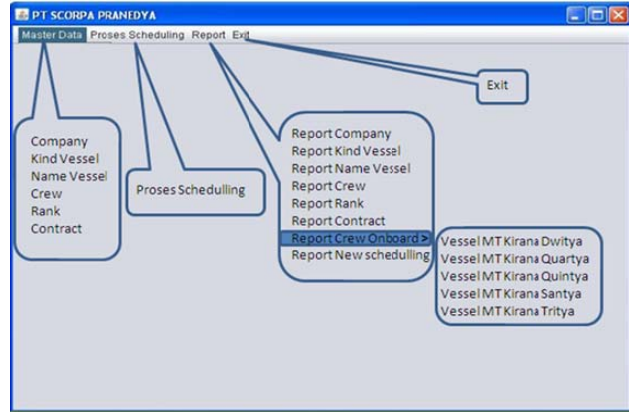 PT SCORPA PRANEDYA
Master Data Proses Scheduling Report Exit
Exit
Company
Kind Vessel
Name Vessel
Crew
Rank
Contract
Proses Schedulling
Report Company
Report Kind Vessel
Report Name Vessel
Report Crew
Report Rank
Report Contract
Report Crew Onboard >
Report New schedulling
Vessel MT Kirana Dwitya
Vessel MT Kirana Quartya
Vessel MT Kirana Quintya
Vessel MT Kirana Santya
Vessel MT Kirana Tritya